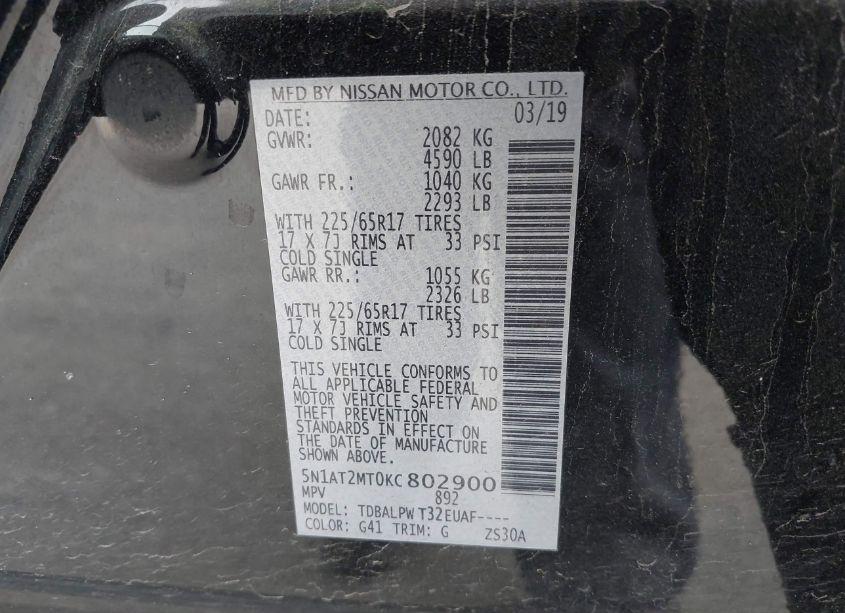 MFD BY NISSAN MOTOR CO., LTD.
DATE: 03/19
GVWR: 2082 KG
4590 LB
GAWR FR.: 1040 KG
2293 LB
WITH 225/65R17 TIRES
17 X 7J RIMS AT 33 PSI
COLD SINGLE
GAWR RR.: 1055 KG
2326 LB
WITH 225/65R17 TIRES
17 X 7J RIMS AT 33 PSI
COLD SINGLE
THIS VEHICLE CONFORMS TO
ALL APPLICABLE FEDERAL
MOTOR VEHICLE SAFETY AND
THEFT PREVENTION
STANDARDS IN EFFECT ON
THE DATE OF MANUFACTURE
SHOWN ABOVE.
5N1AT2MT0KC802900
MPV 892
MODEL: TDBALPW T32EUAF----
COLOR: G41 TRIM: G ZS30A